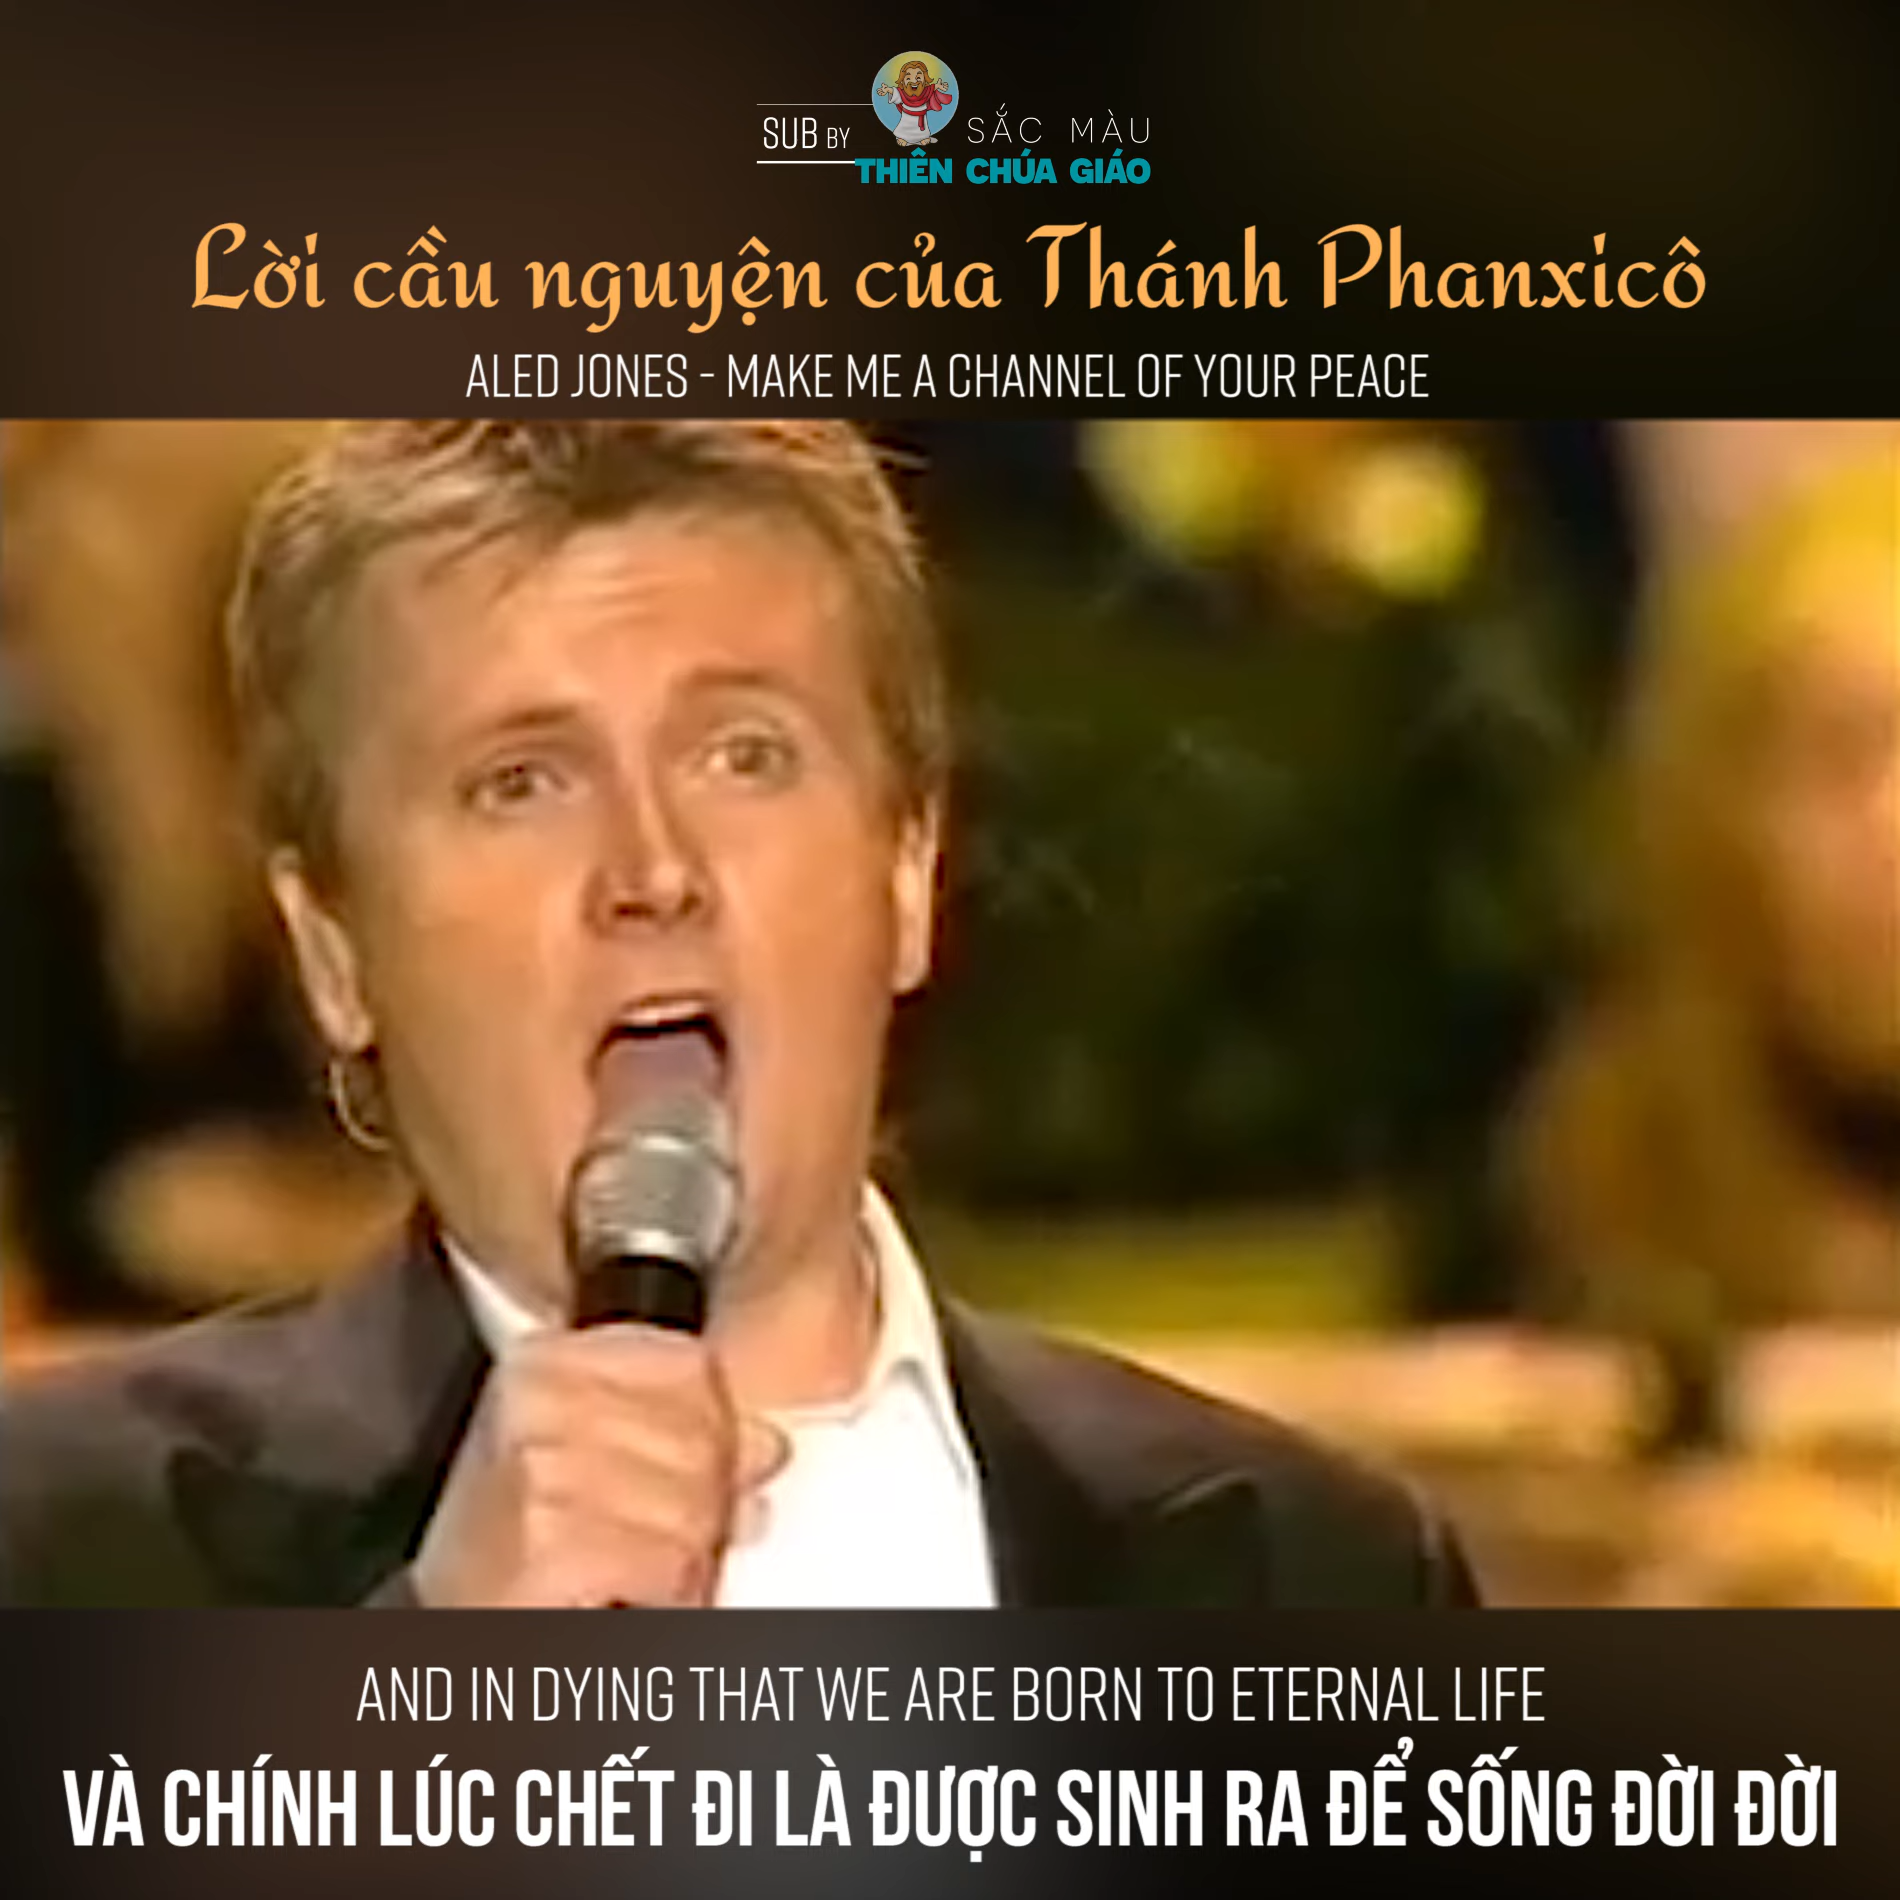 SUB BY SẮC MÀU
THIÊN CHÚA GIÁO
Lời cầu nguyện của Thánh Phanxicô
ALED JONES - MAKE ME A CHANNEL OF YOUR PEACE
AND IN DYING THAT WE ARE BORN TO ETERNAL LIFE
VÀ CHÍNH LÚC CHẾT ĐI LÀ ĐƯỢC SINH RA ĐỂ SỐNG ĐỜI ĐỜI